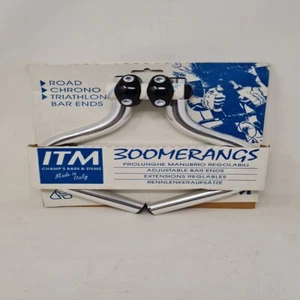 ROAD
CHRONO
TRIATHLON
BAR ENDS
ITM
CHAMP'S BARS & STEMS
Made in Italy
BOOMERANGS
PROLUNGHE MANUBRIO REGOLABILI
ADJUSTABLE BAR ENDS
EXTENSIONS REGLABLES
RENNLENKERAUFSÄTZE